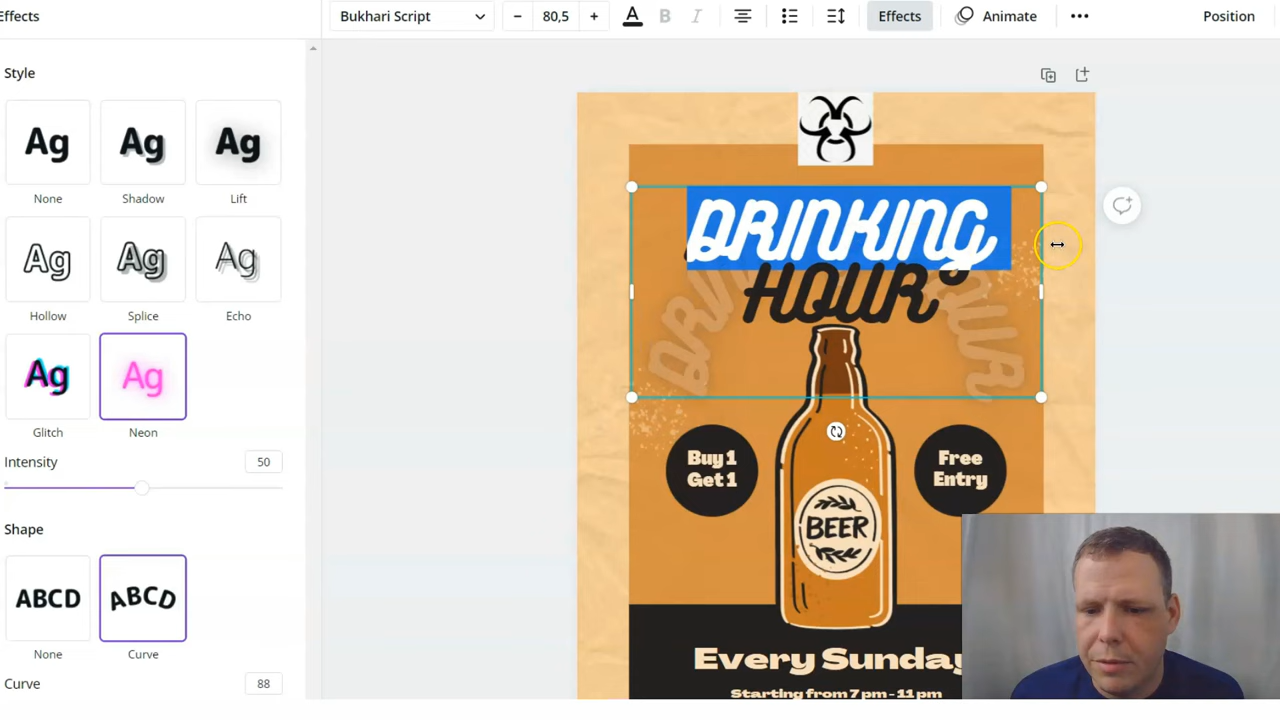 Effects
Bukhari Script
– 80,5 +
A B I
Effects
Animate
Position
Style
Ag Ag Ag
None Shadow Lift
Ag Ag Ag
Hollow Splice Echo
Ag Ag
Glitch Neon
Intensity 50
Shape
ABCD ABCD
None Curve
Curve 88
DRINKING
HOUR
DRIN OUR
Buy 1
Get 1
Free
Entry
BEER
Every Sunday
Starting from 7 pm - 11 pm